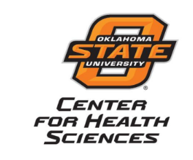 OKLAHOMA
STATE
UNIVERSITY
®
CENTER
FOR HEALTH
SCIENCES